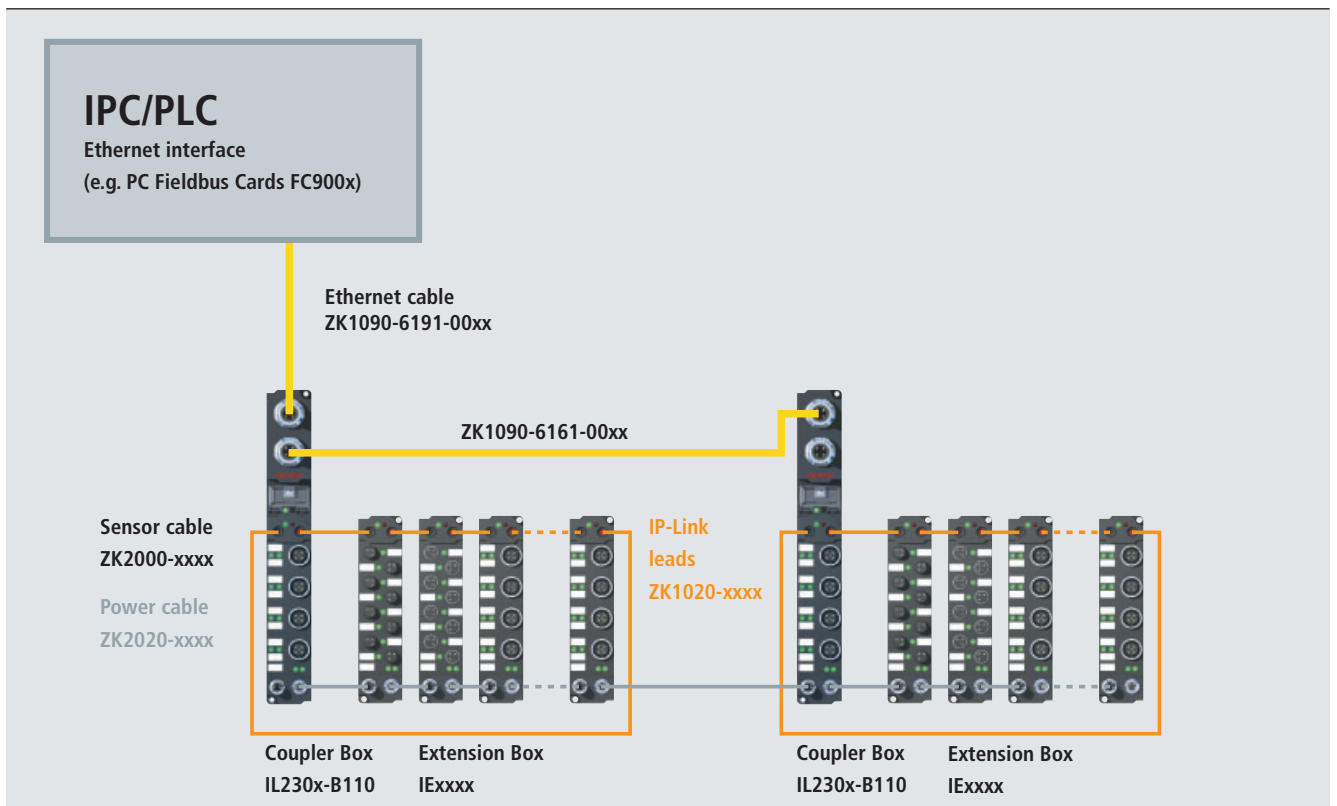 IPC/PLC
Ethernet interface
(e.g. PC Fieldbus Cards FC900x)
Ethernet cable
ZK1090-6191-00xx
ZK1090-6161-00xx
Sensor cable
ZK2000-xxxx
Power cable
ZK2020-xxxx
IP-Link
leads
ZK1020-xxxx
Coupler Box
IL230x-B110
Extension Box
IExxxx
Coupler Box
IL230x-B110
Extension Box
IExxxx